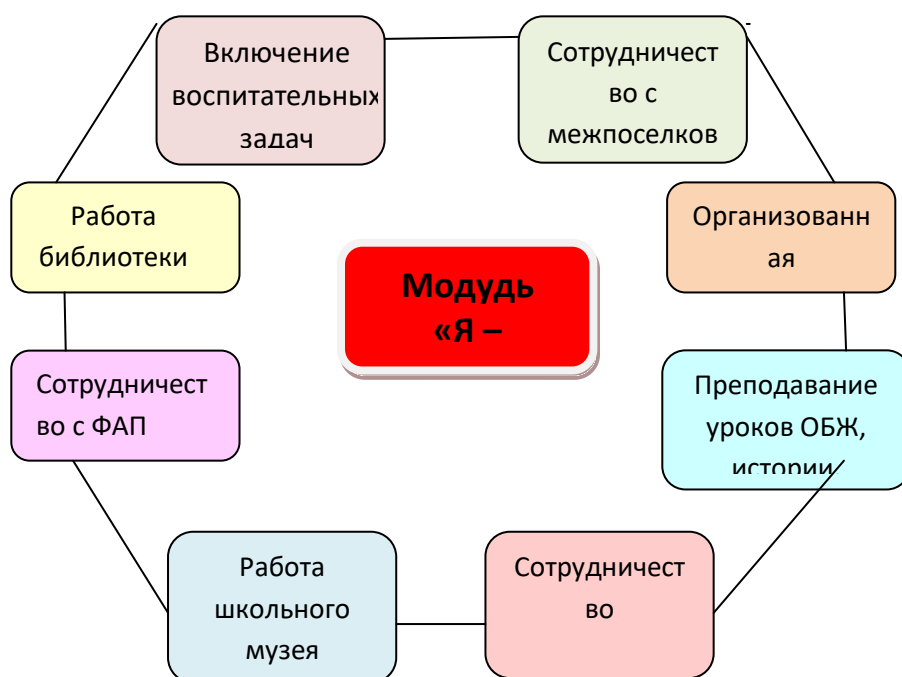 Включение
воспитательных
задач
Сотрудничест
во с
межпоселков
Работа
библиотеки
Организованн
ая
Модудь
«Я –
Сотрудничест
во с ФАП
Преподавание
уроков ОБЖ,
истории
Работа
школьного
музея
Сотрудничест
во